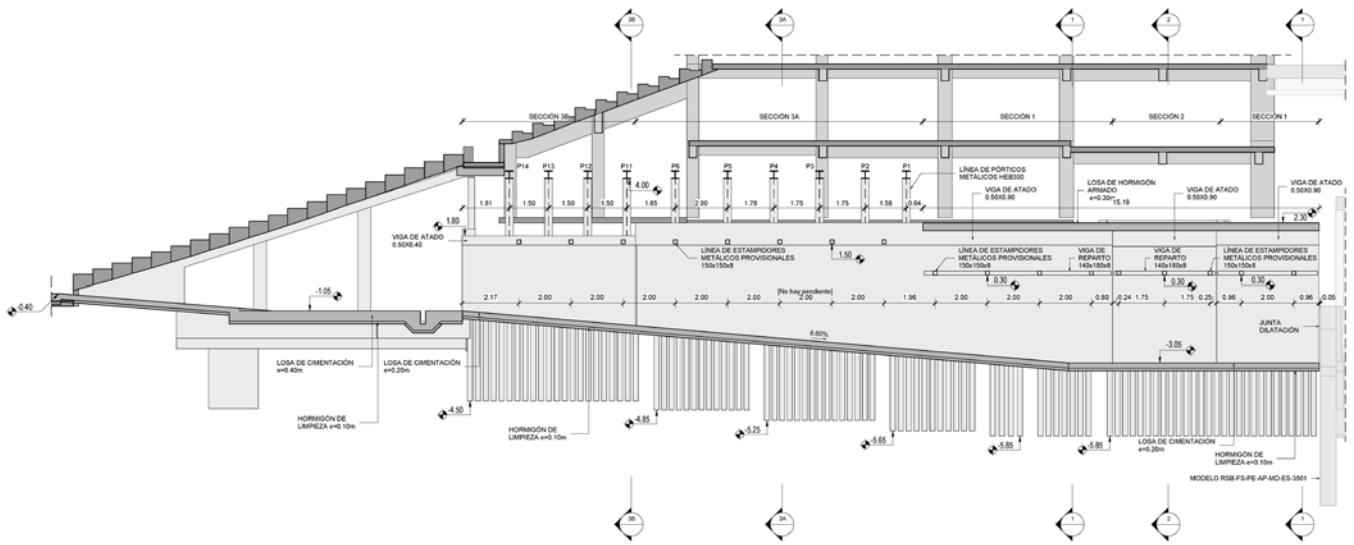 3B
3A
1
2
1
SECCIÓN 3B
SECCIÓN 3A
SECCIÓN 1
SECCIÓN 2
SECCIÓN 1
P14
P13
P12
P11
P6
P5
P4
P3
P2
P1
LÍNEA DE PÓRTICOS
METÁLICOS HEB300
4.00
VIGA DE ATADO
0.50X0.90
LOSA DE HORMIGÓN
ARMADO
e=0.30m
VIGA DE ATADO
0.50X0.90
VIGA DE ATADO
0.50X0.90
1.81
1.50
1.50
1.50
1.85
2.00
1.78
1.75
1.75
1.58
0.64
15.19
1.80
2.30
VIGA DE ATADO
0.50X0.40
LÍNEA DE ESTAMPIDORES
METÁLICOS PROVISIONALES
150x150x8
1.50
LÍNEA DE ESTAMPIDORES
METÁLICOS PROVISIONALES
150x150x8
VIGA DE
REPARTO
140x180x8
VIGA DE
REPARTO
140x180x8
LÍNEA DE ESTAMPIDORES
METÁLICOS PROVISIONALES
150x150x8
0.30
0.30
0.30
-1.05
-0.40
[No hay pendiente]
2.17
2.00
2.00
2.00
2.00
2.00
2.00
2.00
1.96
2.00
2.00
2.00
0.80
0.24
1.75
1.75
0.25
0.96
2.00
0.96
0.05
JUNTA
DILATACIÓN
8.60%
-3.05
LOSA DE CIMENTACIÓN
e=0.40m
LOSA DE CIMENTACIÓN
e=0.20m
HORMIGÓN DE
LIMPIEZA e=0.10m
-4.50
HORMIGÓN DE
LIMPIEZA e=0.10m
-4.85
-5.25
-5.65
-5.85
-5.85
LOSA DE CIMENTACIÓN
e=0.20m
HORMIGÓN DE
LIMPIEZA e=0.10m
MODELO RSB-FS-PE-AP-MD-ES-3501
3B
3A
1
2
1